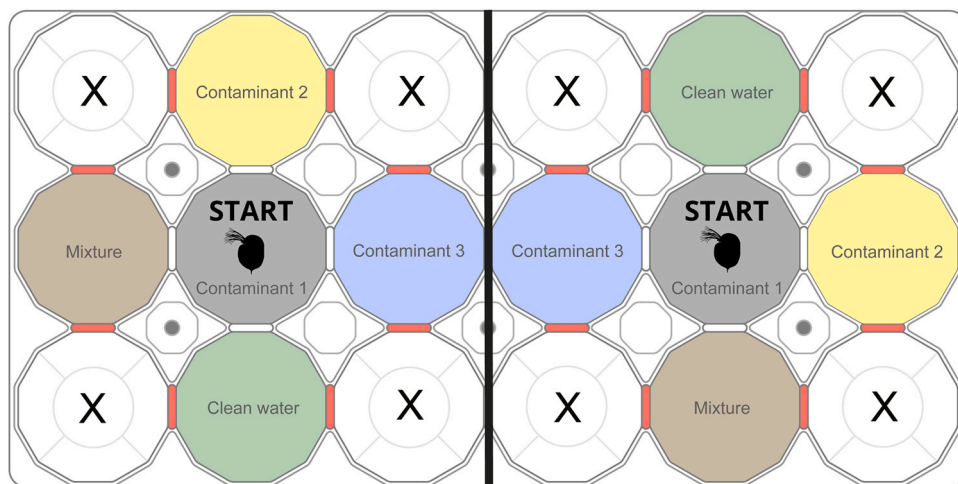 X Contaminant 2 X X Clean water X
START START
Mixture Contaminant 3 Contaminant 3 Contaminant 2
Contaminant 1 Contaminant 1
X Clean water X X Mixture X